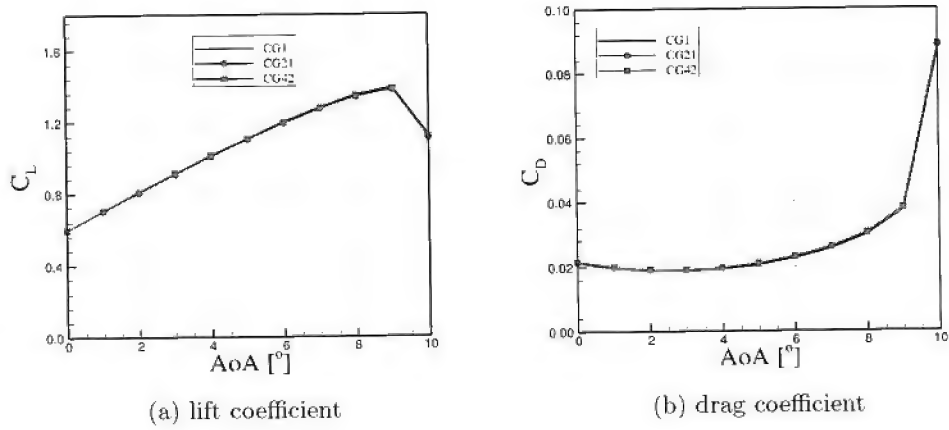 1.6
1.2
0.8
0.4
0.0
C_L
CG1
CG21
CG42
0 2 4 6 8 10
AoA [°]
(a) lift coefficient
0.10
0.08
0.06
0.04
0.02
0.00
C_D
CG1
CG21
CG42
0 2 4 6 8 10
AoA [°]
(b) drag coefficient